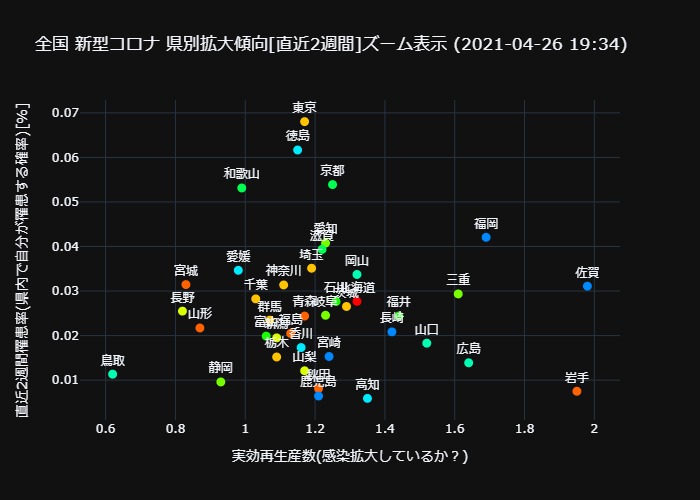 全国 新型コロナ 県別拡大傾向[直近2週間]ズーム表示 (2021-04-26 19:34)
直近2週間罹患率(県内で自分が罹患する確率)[%]
0.07
0.06
0.05
0.04
0.03
0.02
0.01
東京
徳島
和歌山
京都
愛知
滋賀
福岡
愛媛
埼玉
岡山
宮城
神奈川
三重
佐賀
長野
千葉
石川
北海道
茨城
山形
群馬
青森
岐阜
福井
富山
福島
長崎
香川
山口
栃木
山梨
宮崎
広島
鳥取
静岡
秋田
鹿児島
高知
岩手
0.6
0.8
1
1.2
1.4
1.6
1.8
2
実効再生産数(感染拡大しているか？)